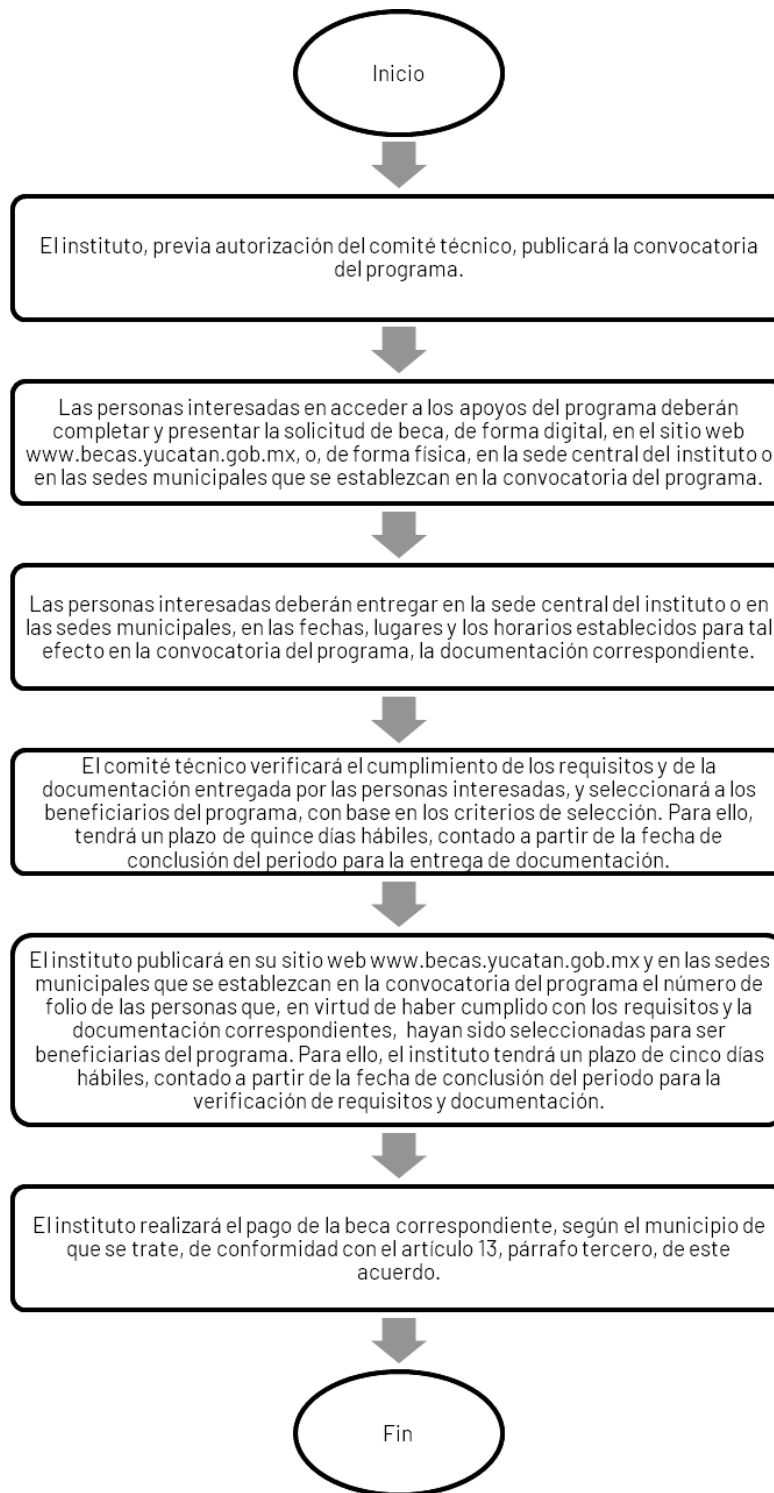 Inicio
El instituto, previa autorización del comité técnico, publicará la convocatoria
del programa.
Las personas interesadas en acceder a los apoyos del programa deberán
completar y presentar la solicitud de beca, de forma digital, en el sitio web
www.becas.yucatan.gob.mx, o, de forma física, en la sede central del instituto o
en las sedes municipales que se establezcan en la convocatoria del programa.
Las personas interesadas deberán entregar en la sede central del instituto o en
las sedes municipales, en las fechas, lugares y los horarios establecidos para tal
efecto en la convocatoria del programa, la documentación correspondiente.
El comité técnico verificará el cumplimiento de los requisitos y de la
documentación entregada por las personas interesadas, y seleccionará a los
beneficiarios del programa, con base en los criterios de selección. Para ello,
tendrá un plazo de quince días hábiles, contado a partir de la fecha de
conclusión del periodo para la entrega de documentación.
El instituto publicará en su sitio web www.becas.yucatan.gob.mx y en las sedes
municipales que se establezcan en la convocatoria del programa el número de
folio de las personas que, en virtud de haber cumplido con los requisitos y la
documentación correspondientes, hayan sido seleccionadas para ser
beneficiarias del programa. Para ello, el instituto tendrá un plazo de cinco días
hábiles, contado a partir de la fecha de conclusión del periodo para la
verificación de requisitos y documentación.
El instituto realizará el pago de la beca correspondiente, según el municipio de
que se trate, de conformidad con el artículo 13, párrafo tercero, de este
acuerdo.
Fin